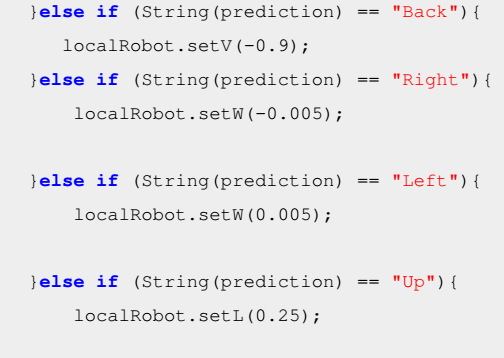 }else if (String(prediction) == "Back"){
localRobot.setV(-0.9);
}else if (String(prediction) == "Right"){
localRobot.setW(-0.005);
}else if (String(prediction) == "Left"){
localRobot.setW(0.005);
}else if (String(prediction) == "Up"){
localRobot.setL(0.25);